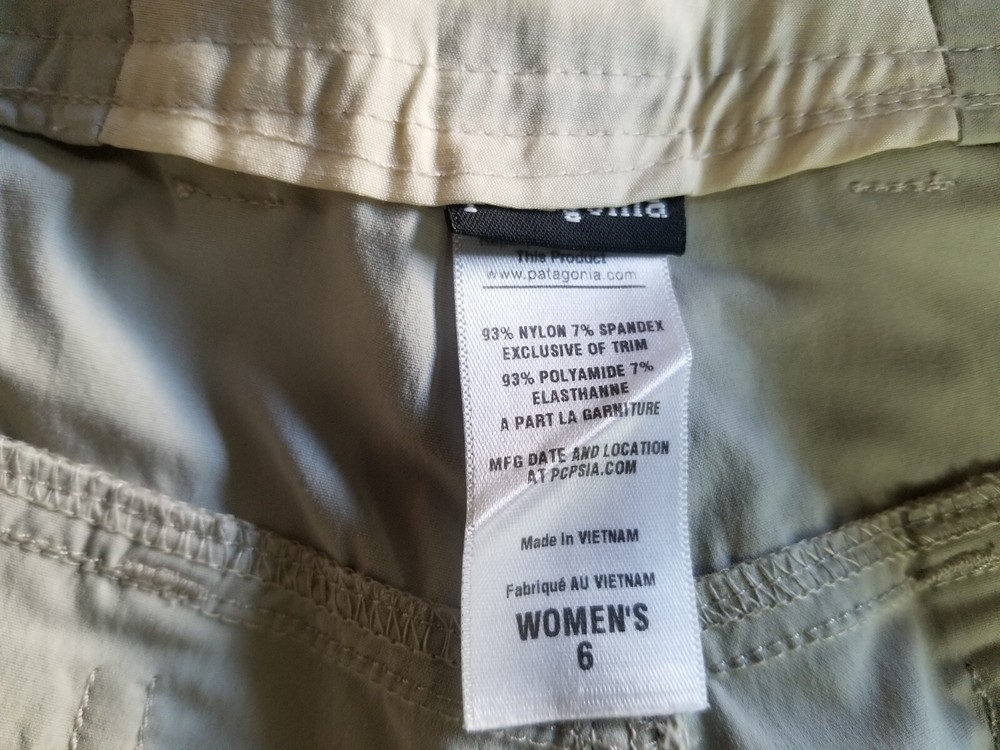 patagonia
This Product
www.patagonia.com
93% NYLON 7% SPANDEX
EXCLUSIVE OF TRIM
93% POLYAMIDE 7%
ELASTHANNE
A PART LA GARNITURE
MFG DATE AND LOCATION
AT PCPSIA.COM
Made in VIETNAM
Fabriqué AU VIETNAM
WOMEN'S
6